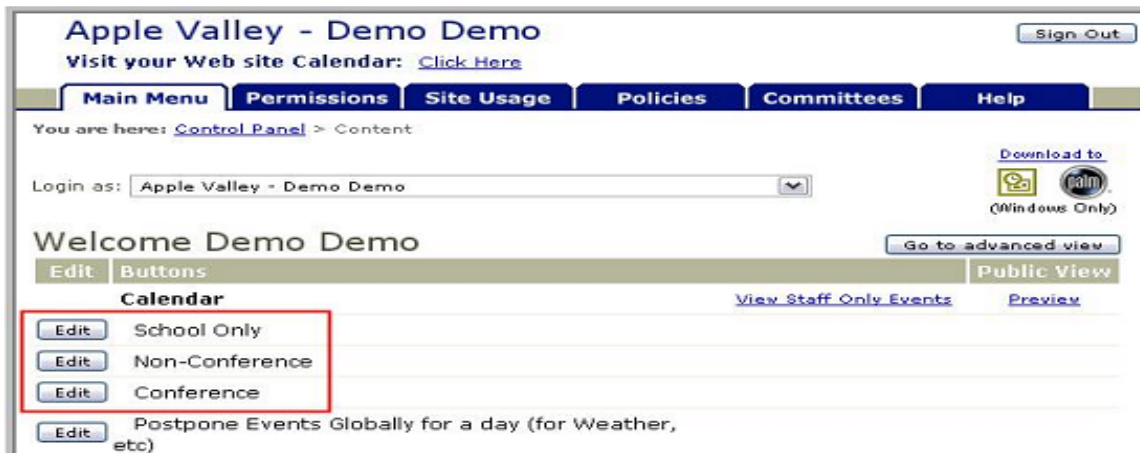 Apple Valley - Demo Demo
Sign Out
Visit your Web site Calendar: Click Here
Main Menu Permissions Site Usage Policies Committees Help
You are here: Control Panel > Content
Download to
Login as: Apple Valley - Demo Demo
palm
(Windows Only)
Welcome Demo Demo
Go to advanced view
Edit Buttons Public View
Calendar View Staff Only Events Preview
Edit School Only
Edit Non-Conference
Edit Conference
Edit Postpone Events Globally for a day (for Weather,
etc)